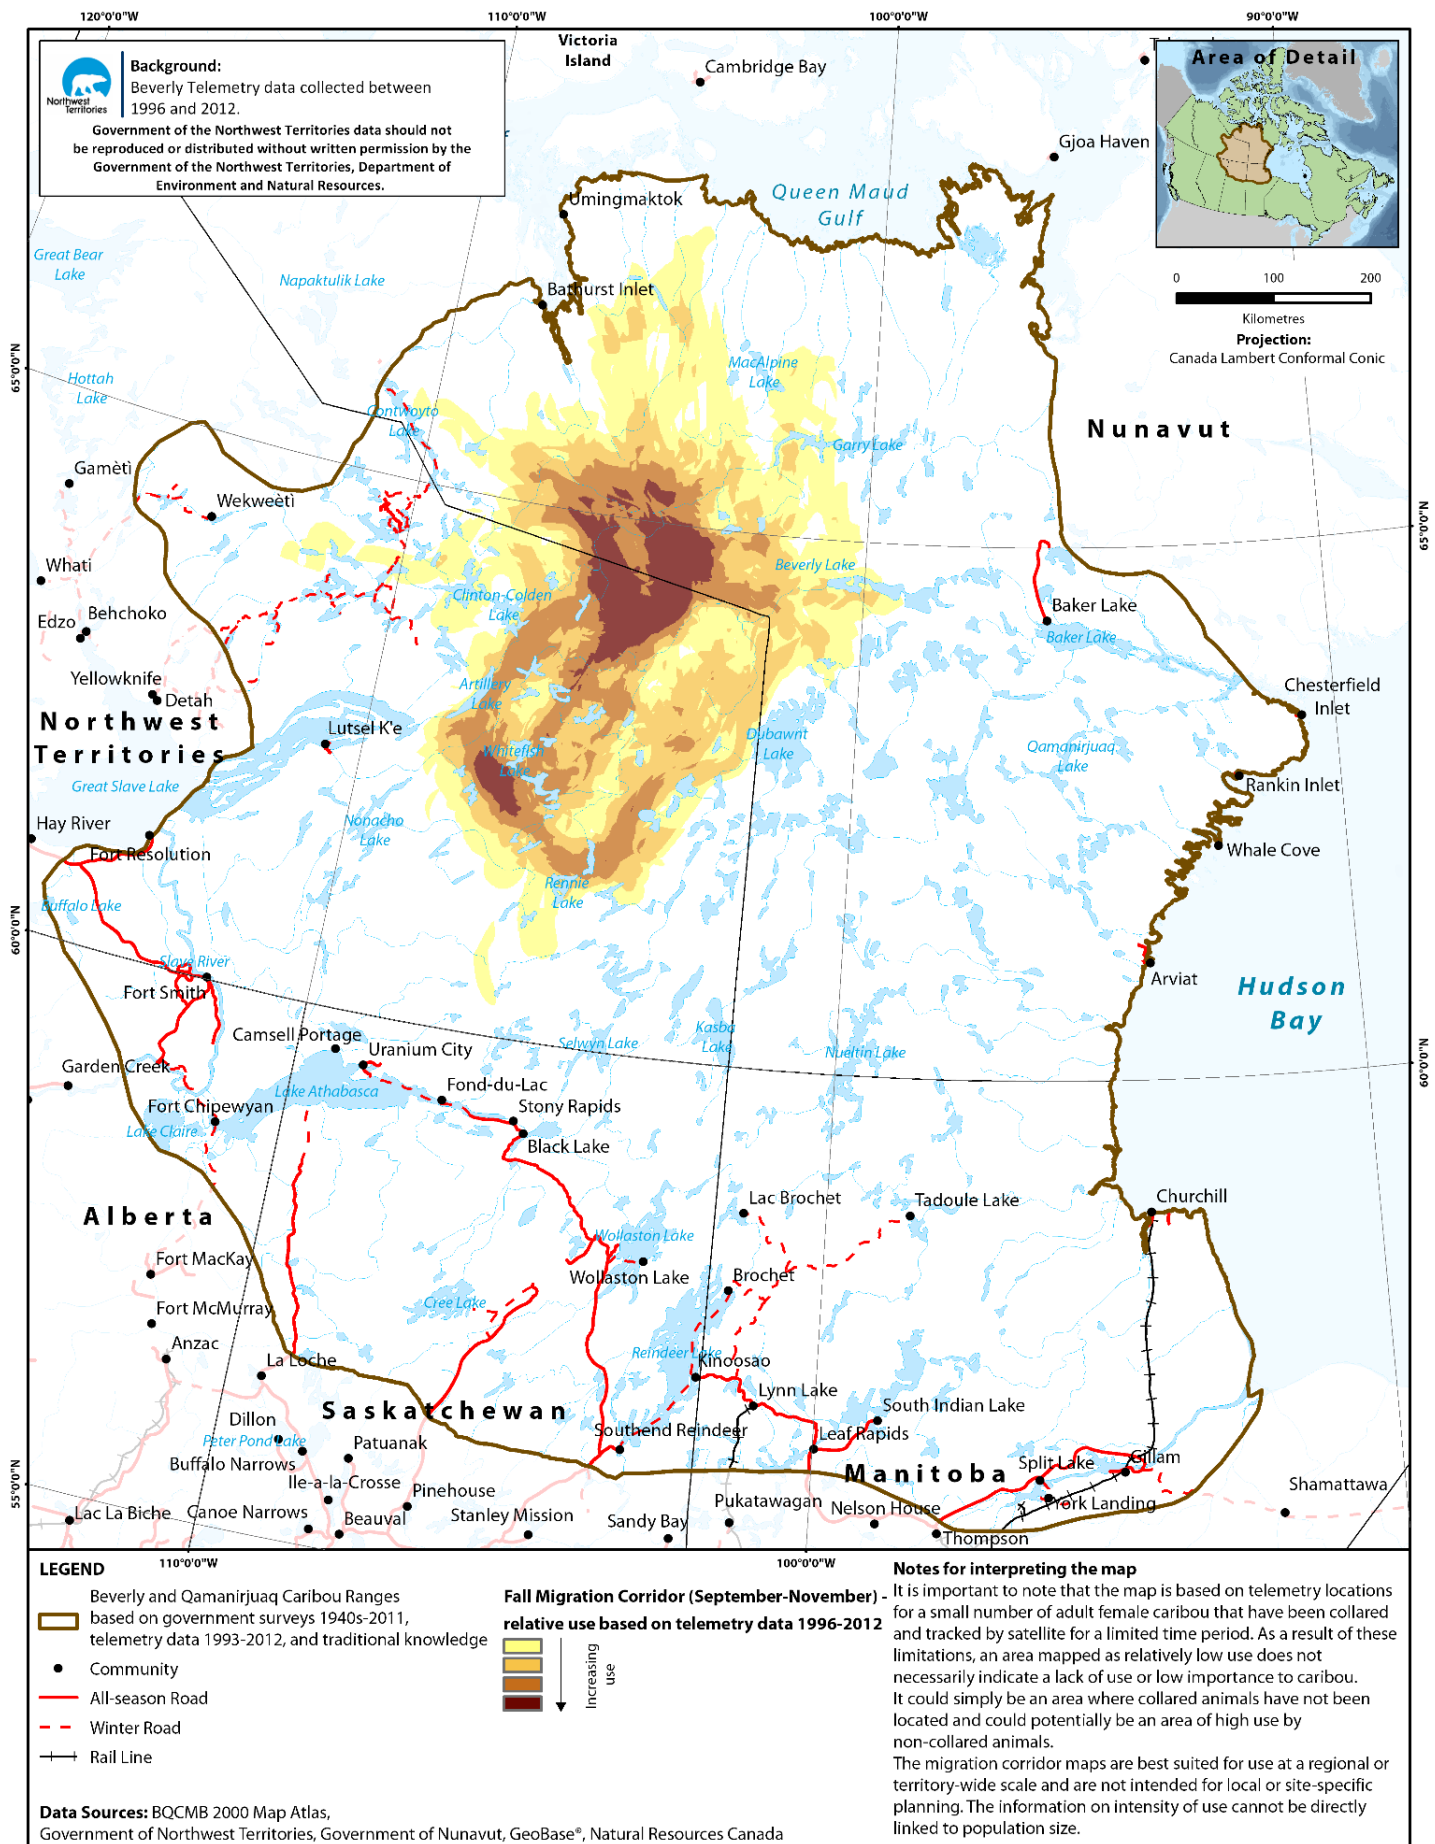 120°0'0"W
110°0'0"W
100°0'0"W
90°0'0"W
Northwest
Territories
Background:
Beverly Telemetry data collected between
1996 and 2012.
Government of the Northwest Territories data should not
be reproduced or distributed without written permission by the
Government of the Northwest Territories, Department of
Environment and Natural Resources.
Victoria
Island
Cambridge Bay
Area of Detail
Gjoa Haven
Umingmaktok
Queen Maud
Gulf
Great Bear
Lake
Napaktulik Lake
Bathurst Inlet
0
100
200
Kilometres
Projection:
Canada Lambert Conformal Conic
65°0'0"N
Hottah
Lake
MacAlpine
Lake
Contwoyto
Lake
Nunavut
Garry Lake
Gamètì
Wekweètì
65°0'0"N
Whati
Beverly Lake
Clinton-Colden
Lake
Behchoko
Edzo
Baker Lake
Baker Lake
Yellowknife
Detah
Artillery
Lake
Chesterfield
Inlet
Northwest
Territories
Lutsel K'e
Dubawnt
Lake
Whitefish
Lake
Qamanirjuaq
Lake
Great Slave Lake
Rankin Inlet
Hay River
Nonacho
Lake
Fort Resolution
Whale Cove
Rennie
Lake
Buffalo Lake
60°0'0"N
Slave River
Fort Smith
Arviat
Hudson
Bay
Camsell Portage
Uranium City
Selwyn Lake
Kasba
Lake
Nueltin Lake
60°0'0"N
Garden Creek
Lake Athabasca
Fond-du-Lac
Fort Chipewyan
Stony Rapids
Lake Claire
Black Lake
Alberta
Lac Brochet
Tadoule Lake
Churchill
Wollaston Lake
Fort MacKay
Wollaston Lake
Brochet
Cree Lake
Fort McMurray
Anzac
Reindeer Lake
Kinoosao
La Loche
Lynn Lake
Saskatchewan
South Indian Lake
Dillon
Southend Reindeer
Leaf Rapids
Peter Pond Lake
Patuanak
Buffalo Narrows
Manitoba
Split Lake
Gillam
Ile-a-la-Crosse
Pinehouse
Shamattawa
55°0'0"N
Lac La Biche
Canoe Narrows
Beauval
Stanley Mission
Sandy Bay
Pukatawagan
Nelson House
York Landing
Thompson
110°0'0"W
100°0'0"W
LEGEND
Beverly and Qamanirjuaq Caribou Ranges
based on government surveys 1940s-2011,
telemetry data 1993-2012, and traditional knowledge
Community
All-season Road
Winter Road
Rail Line
Data Sources: BQCMB 2000 Map Atlas,
Government of Northwest Territories, Government of Nunavut, GeoBase®, Natural Resources Canada
Fall Migration Corridor (September-November) -
relative use based on telemetry data 1996-2012
Increasing
use
Notes for interpreting the map
It is important to note that the map is based on telemetry locations
for a small number of adult female caribou that have been collared
and tracked by satellite for a limited time period. As a result of these
limitations, an area mapped as relatively low use does not
necessarily indicate a lack of use or low importance to caribou.
It could simply be an area where collared animals have not been
located and could potentially be an area of high use by
non-collared animals.
The migration corridor maps are best suited for use at a regional or
territory-wide scale and are not intended for local or site-specific
planning. The information on intensity of use cannot be directly
linked to population size.